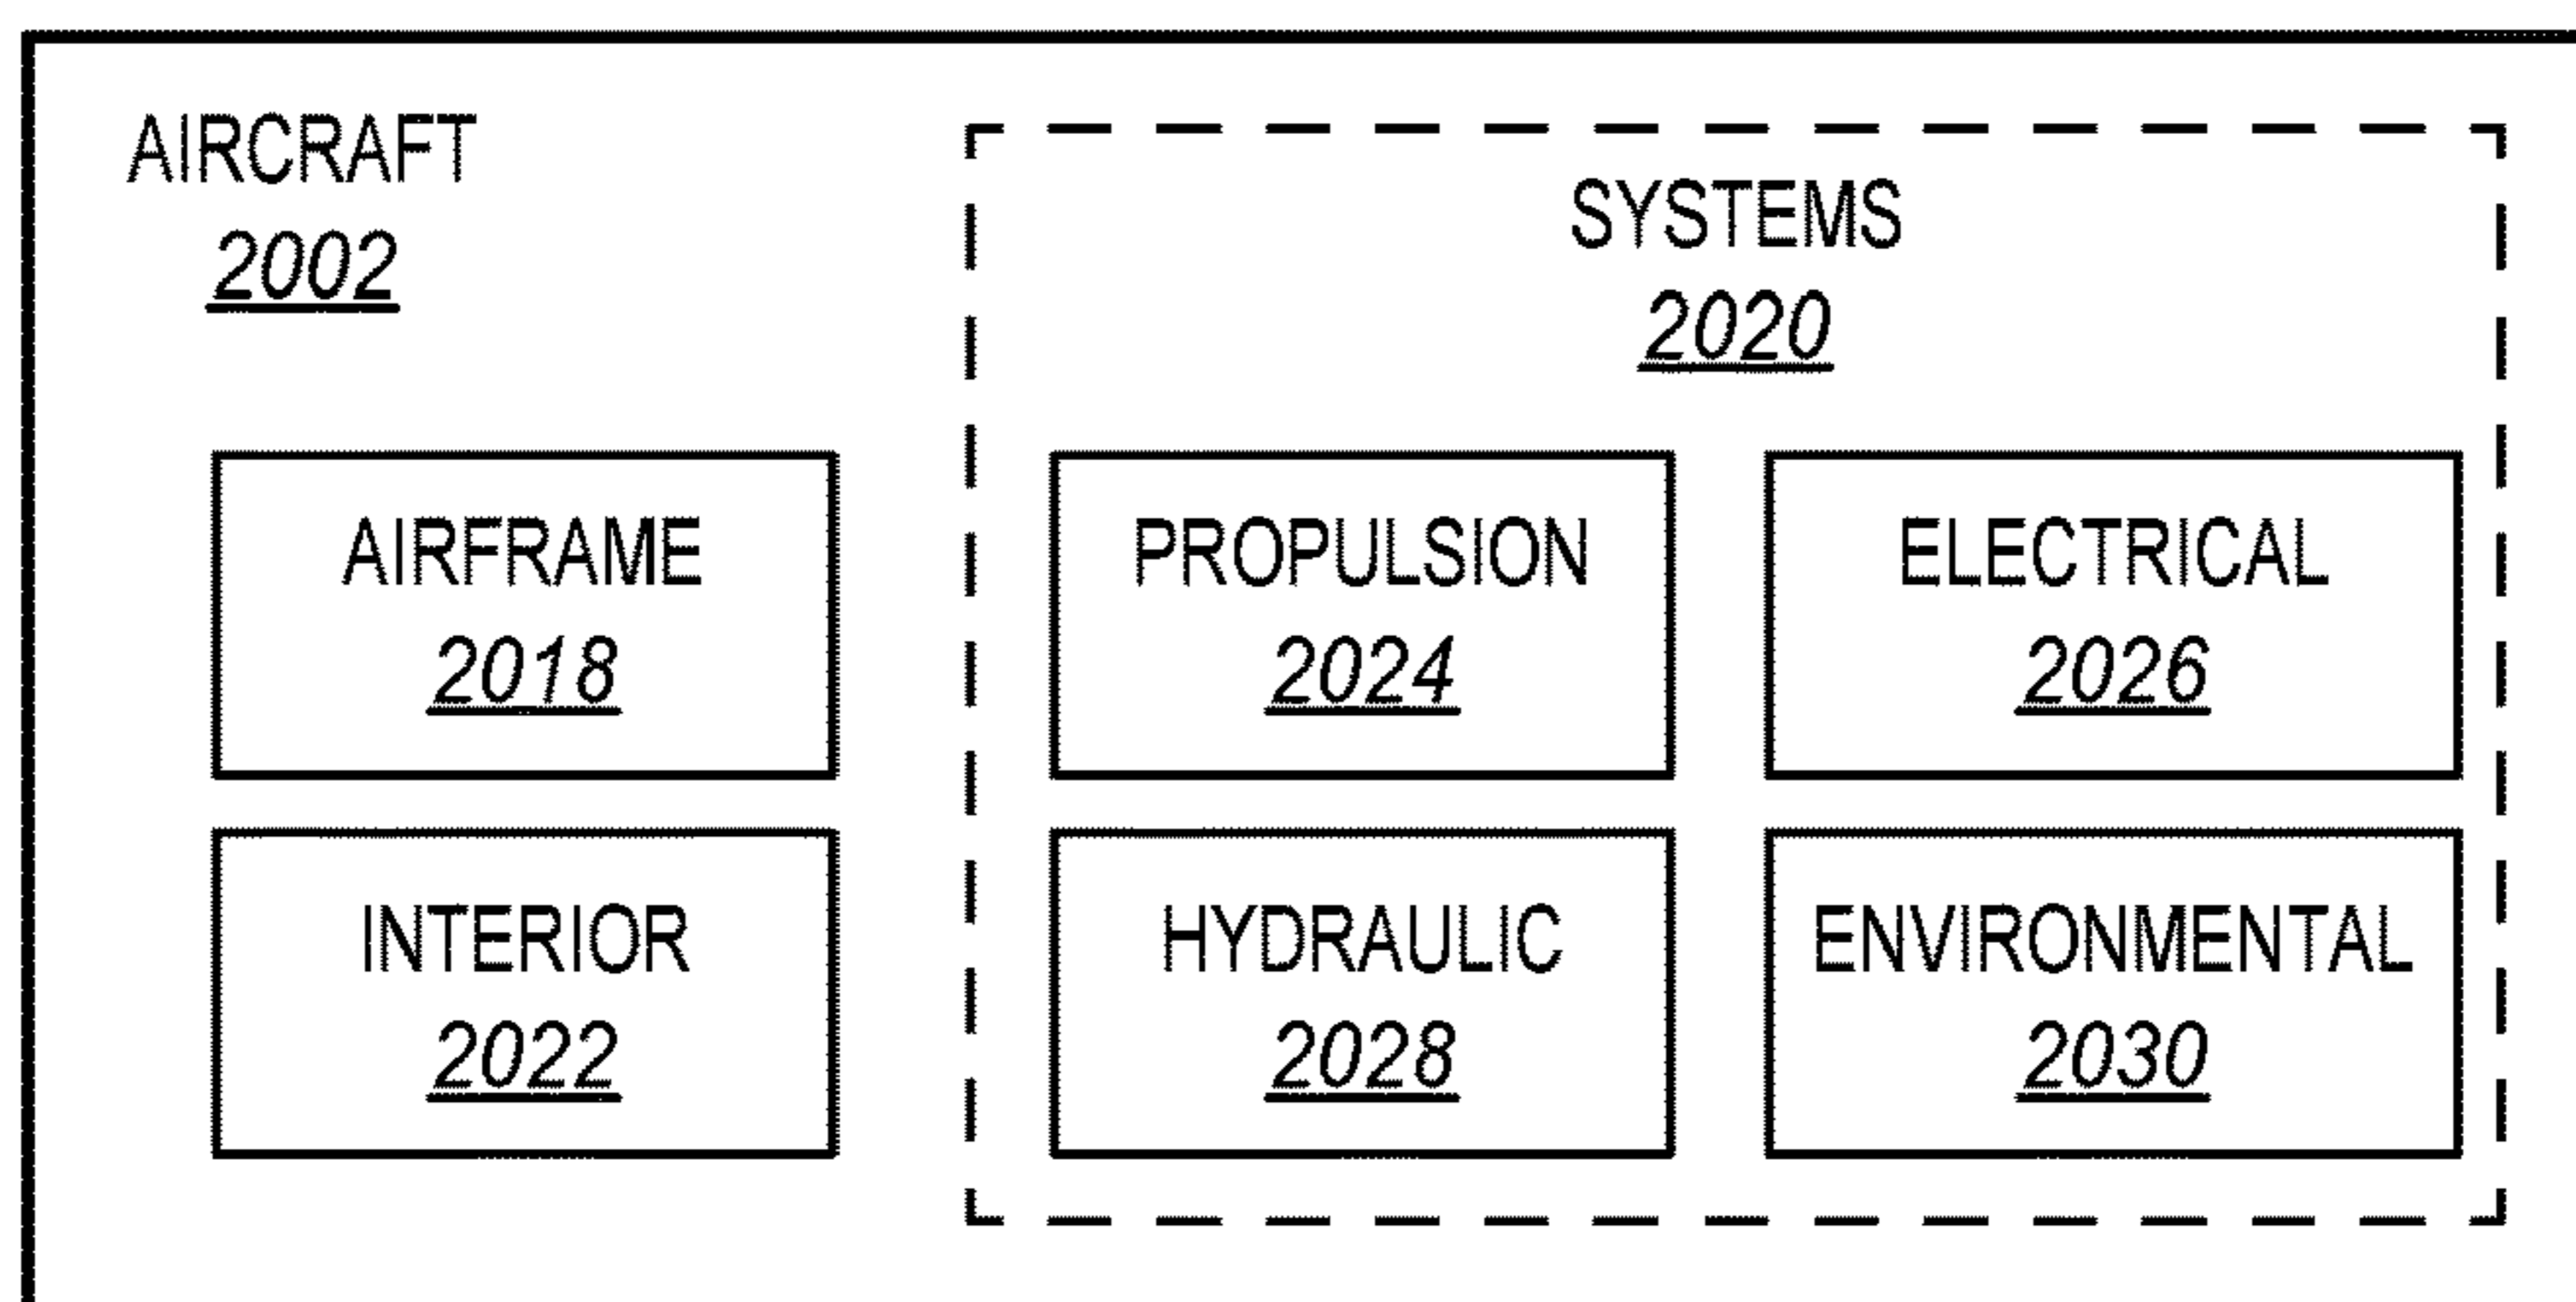 AIRCRAFT
2002
SYSTEMS
2020
AIRFRAME
2018
PROPULSION
2024
ELECTRICAL
2026
INTERIOR
2022
HYDRAULIC
2028
ENVIRONMENTAL
2030